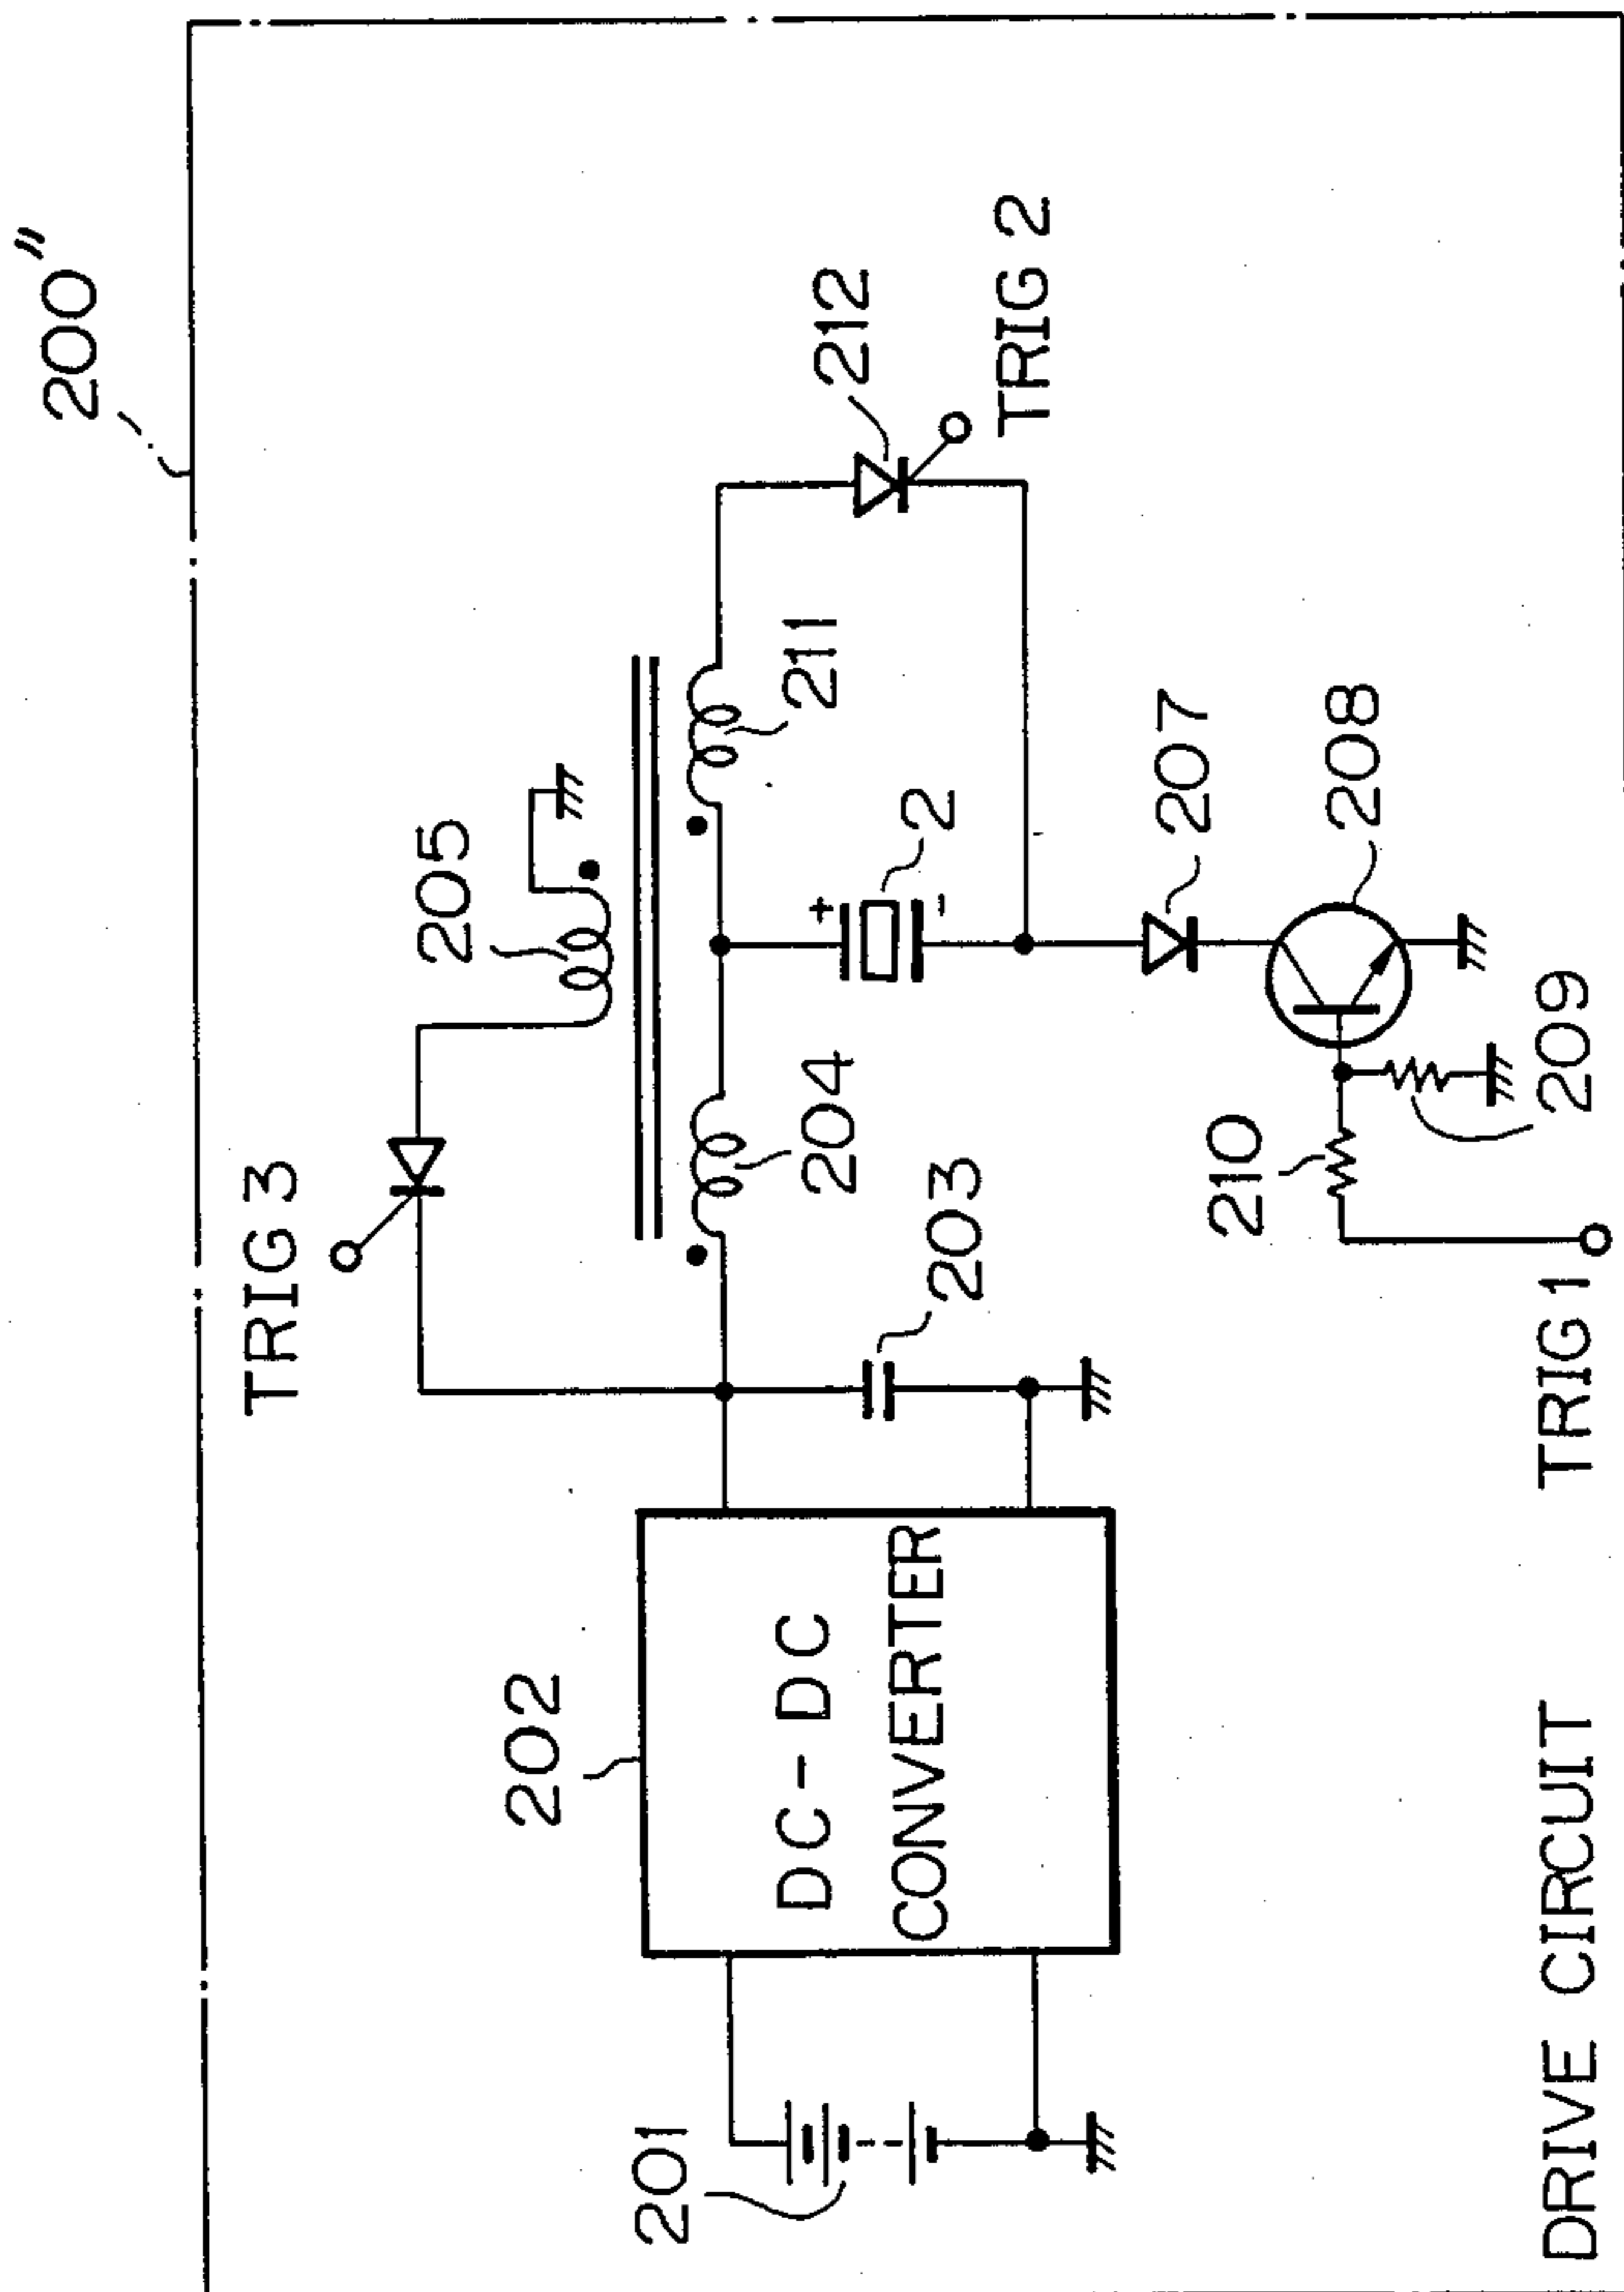 200"
TRIG 3
205
202
212
211
204
2
TRIG 2
203
201
DC-DC
CONVERTER
207
210
208
209
TRIG 1
DRIVE CIRCUIT
+
-